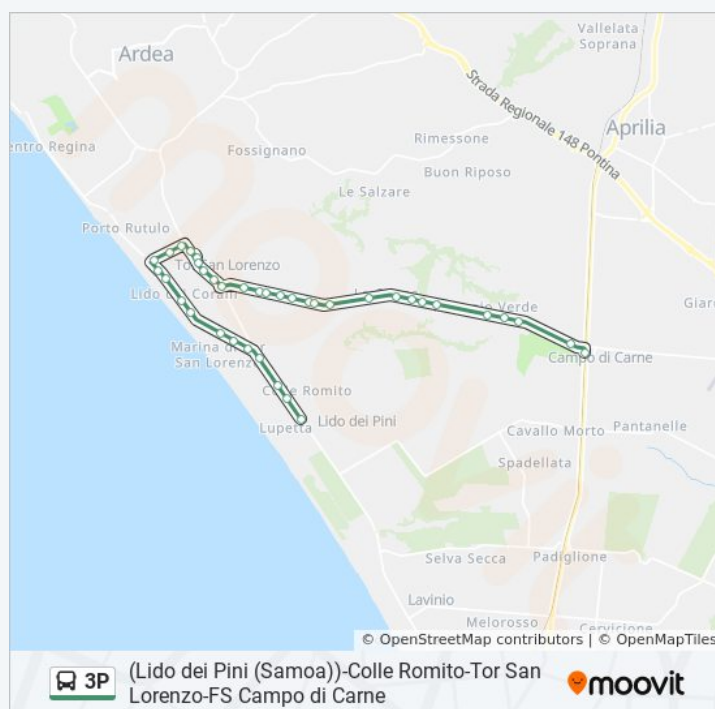 Vallelata
Soprana
Ardea
Strada Regionale 148 Pontina
Aprilia
Rimessone
Fossignano
Buon Riposo
entro Regina
Le Salzare
Porto Rutulo
Tor San Lorenzo
Lido dei Corani
Verde
Giar
Marina di Tor
San Lorenzo
Campo di Carne
Colle Romito
Lido dei Pini
Lupetta
Cavallo Morto
Pantanelle
Spadellata
Selva Secca
Padiglione
Lavinio
Melorosso
Cervicione
© OpenStreetMap contributors | © OpenMapTiles
3P
(Lido dei Pini (Samoa))-Colle Romito-Tor San
Lorenzo-FS Campo di Carne
moovit